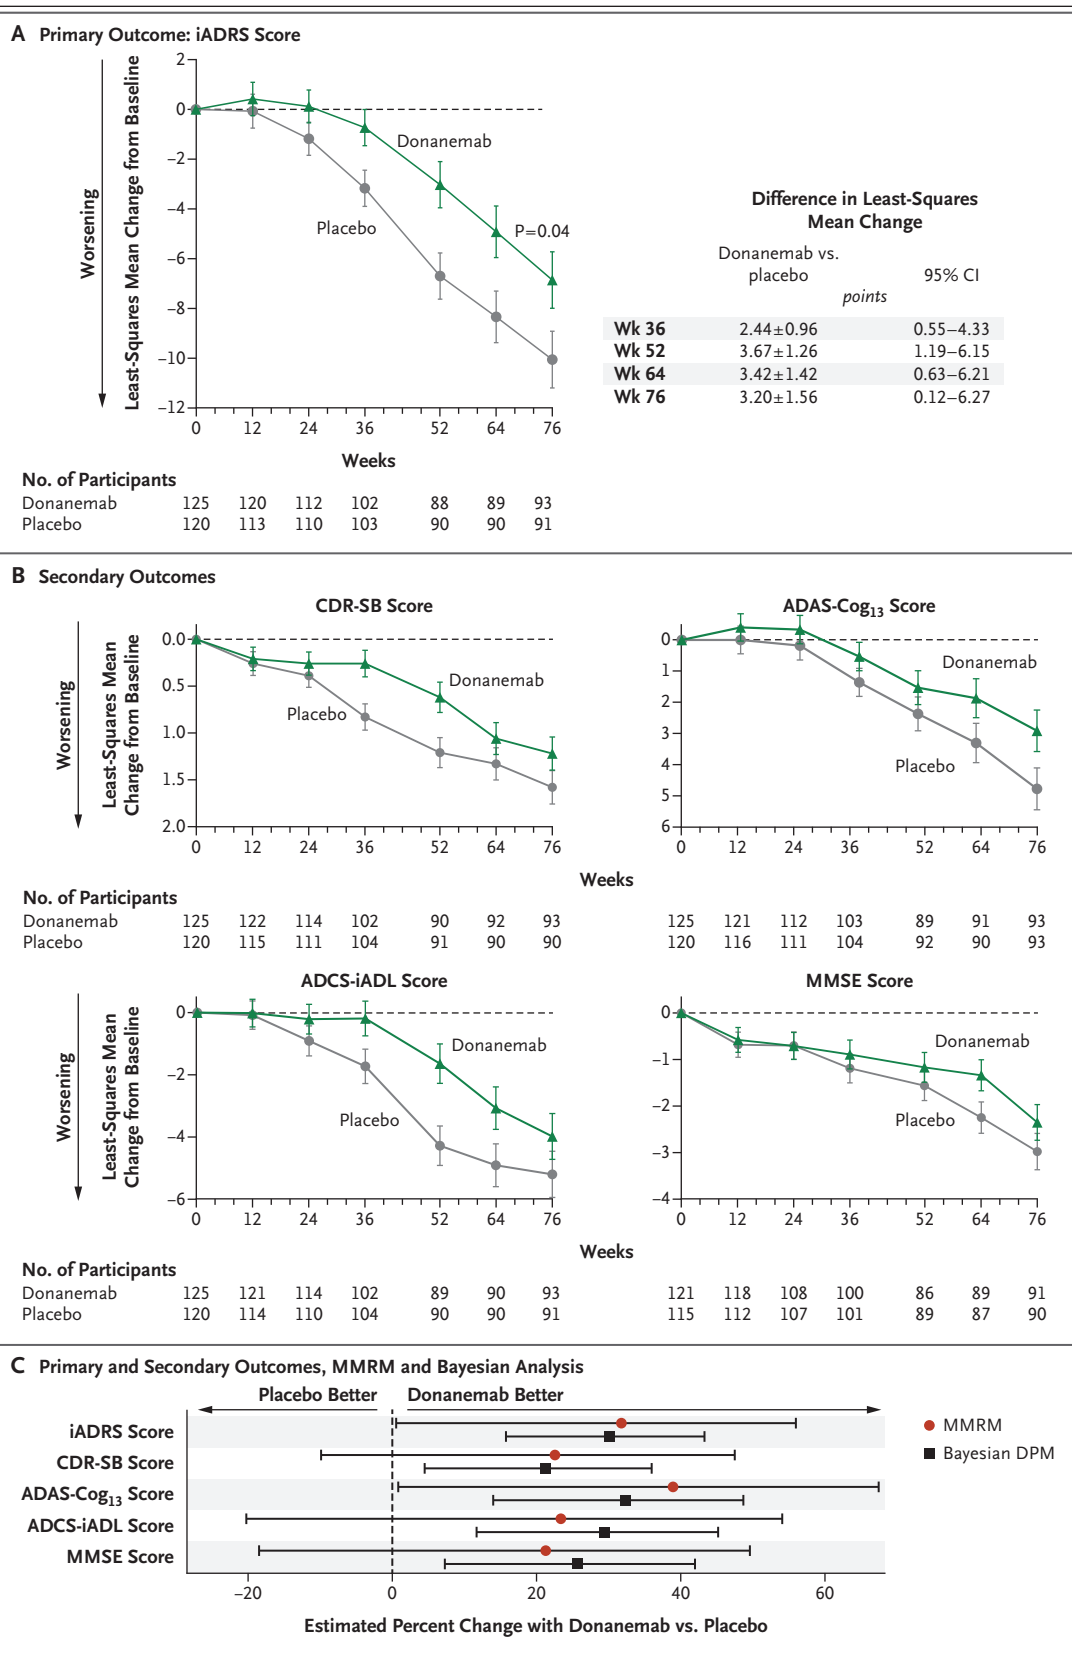 A Primary Outcome: iADRS Score
Worsening
Least-Squares Mean Change from Baseline
2
0
−2
−4
−6
−8
−10
−12
Donanemab
Placebo
P=0.04
0 12 24 36 52 64 76
Weeks
Difference in Least-Squares
Mean Change
Donanemab vs.
placebo
95% CI
points
Wk 36 2.44±0.96 0.55–4.33
Wk 52 3.67±1.26 1.19–6.15
Wk 64 3.42±1.42 0.63–6.21
Wk 76 3.20±1.56 0.12–6.27
No. of Participants
Donanemab 125 120 112 102 88 89 93
Placebo 120 113 110 103 90 90 91
B Secondary Outcomes
CDR-SB Score
Worsening
Least-Squares Mean
Change from Baseline
0.0
0.5
1.0
1.5
2.0
Donanemab
Placebo
0 12 24 36 52 64 76
ADAS-Cog13 Score
0
1
2
3
4
5
6
Donanemab
Placebo
0 12 24 36 52 64 76
Weeks
No. of Participants
Donanemab 125 122 114 102 90 92 93 125 121 112 103 89 91 93
Placebo 120 115 111 104 91 90 90 120 116 111 104 92 90 93
ADCS-iADL Score
Worsening
Least-Squares Mean
Change from Baseline
0
−2
−4
−6
Donanemab
Placebo
0 12 24 36 52 64 76
MMSE Score
0
−1
−2
−3
−4
Donanemab
Placebo
0 12 24 36 52 64 76
Weeks
No. of Participants
Donanemab 125 121 114 102 89 90 93 121 118 108 100 86 89 91
Placebo 120 114 110 104 90 90 91 115 112 107 101 89 87 90
C Primary and Secondary Outcomes, MMRM and Bayesian Analysis
Placebo Better Donanemab Better
iADRS Score
CDR-SB Score
ADAS-Cog13 Score
ADCS-iADL Score
MMSE Score
MMRM
Bayesian DPM
−20 0 20 40 60
Estimated Percent Change with Donanemab vs. Placebo